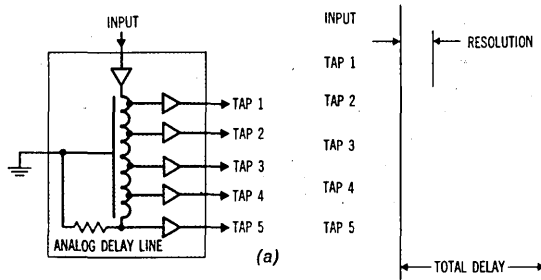 INPUT
TAP 1
TAP 2
TAP 3
TAP 4
TAP 5
ANALOG DELAY LINE
(a)
INPUT
RESOLUTION
TAP 1
TAP 2
TAP 3
TAP 4
TAP 5
TOTAL DELAY